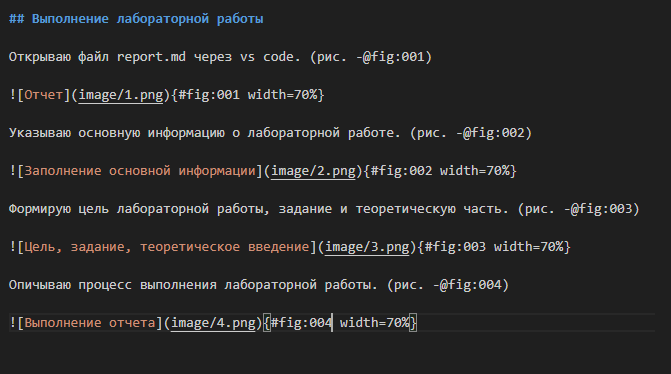 ## Выполнение лабораторной работы
Открываю файл report.md через vs code. (рис. -@fig:001)
![Отчет](image/1.png){#fig:001 width=70%}
Указываю основную информацию о лабораторной работе. (рис. -@fig:002)
![Заполнение основной информации](image/2.png){#fig:002 width=70%}
Формирую цель лабораторной работы, задание и теоретическую часть. (рис. -@fig:003)
![Цель, задание, теоретическое введение](image/3.png){#fig:003 width=70%}
Опичываю процесс выполнения лабораторной работы. (рис. -@fig:004)
![Выполнение отчета](image/4.png){#fig:004 width=70%}